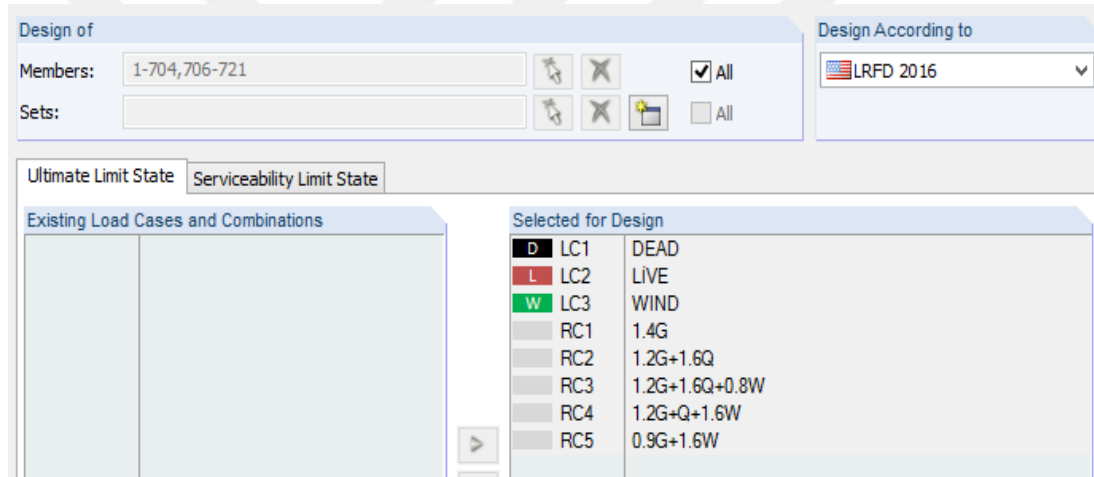 Design of
Design According to
Members: 1-704,706-721 All
LRFD 2016
Sets: All
Ultimate Limit State Serviceability Limit State
Existing Load Cases and Combinations
Selected for Design
D LC1 DEAD
L LC2 LİVE
W LC3 WIND
RC1 1.4G
RC2 1.2G+1.6Q
RC3 1.2G+1.6Q+0.8W
RC4 1.2G+Q+1.6W
RC5 0.9G+1.6W